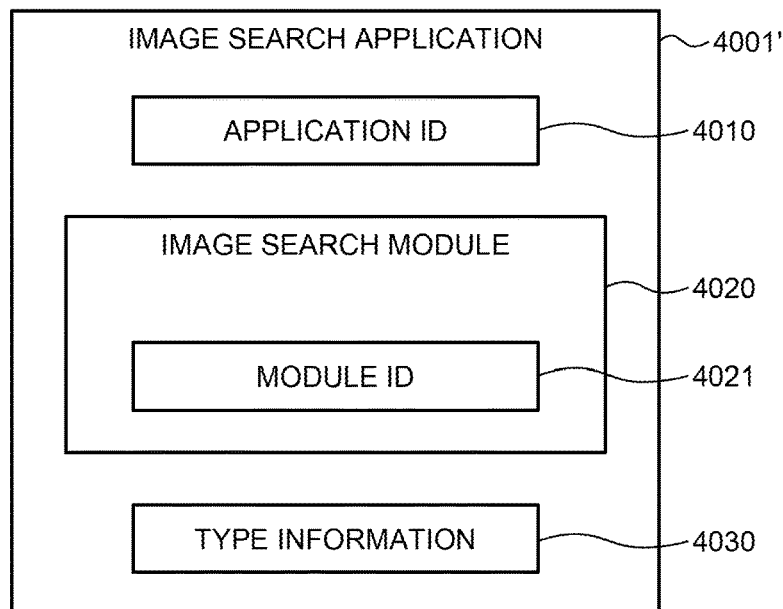 IMAGE SEARCH APPLICATION
4001'
APPLICATION ID
4010
IMAGE SEARCH MODULE
4020
MODULE ID
4021
TYPE INFORMATION
4030